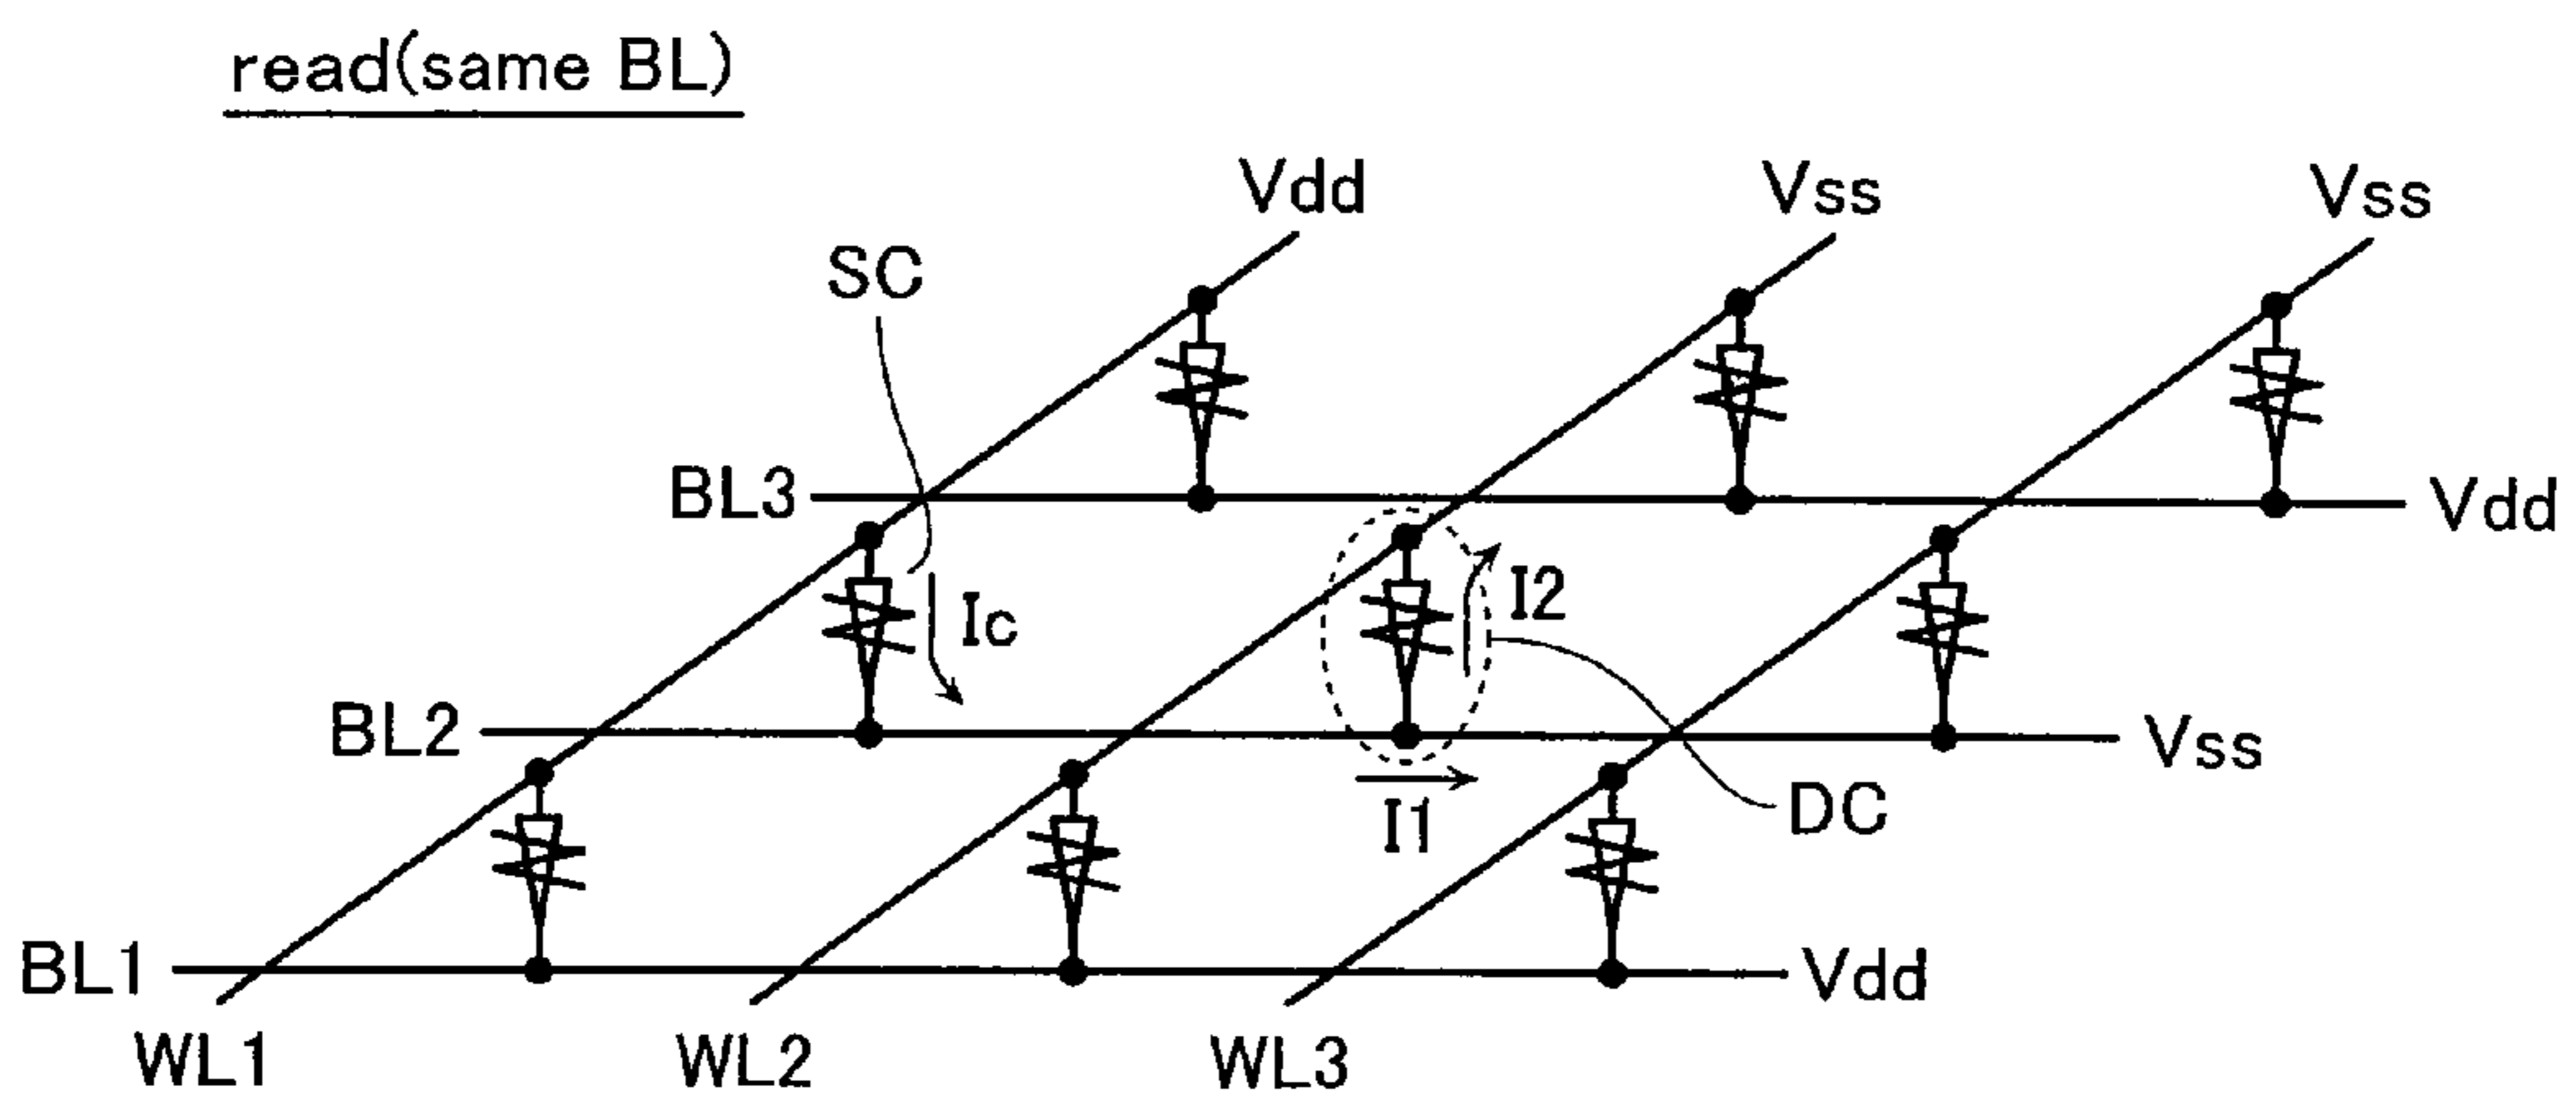 read(same BL)
Vdd
Vss
Vss
SC
BL3
Vdd
Ic
I2
BL2
Vss
I1
DC
BL1
Vdd
WL1
WL2
WL3